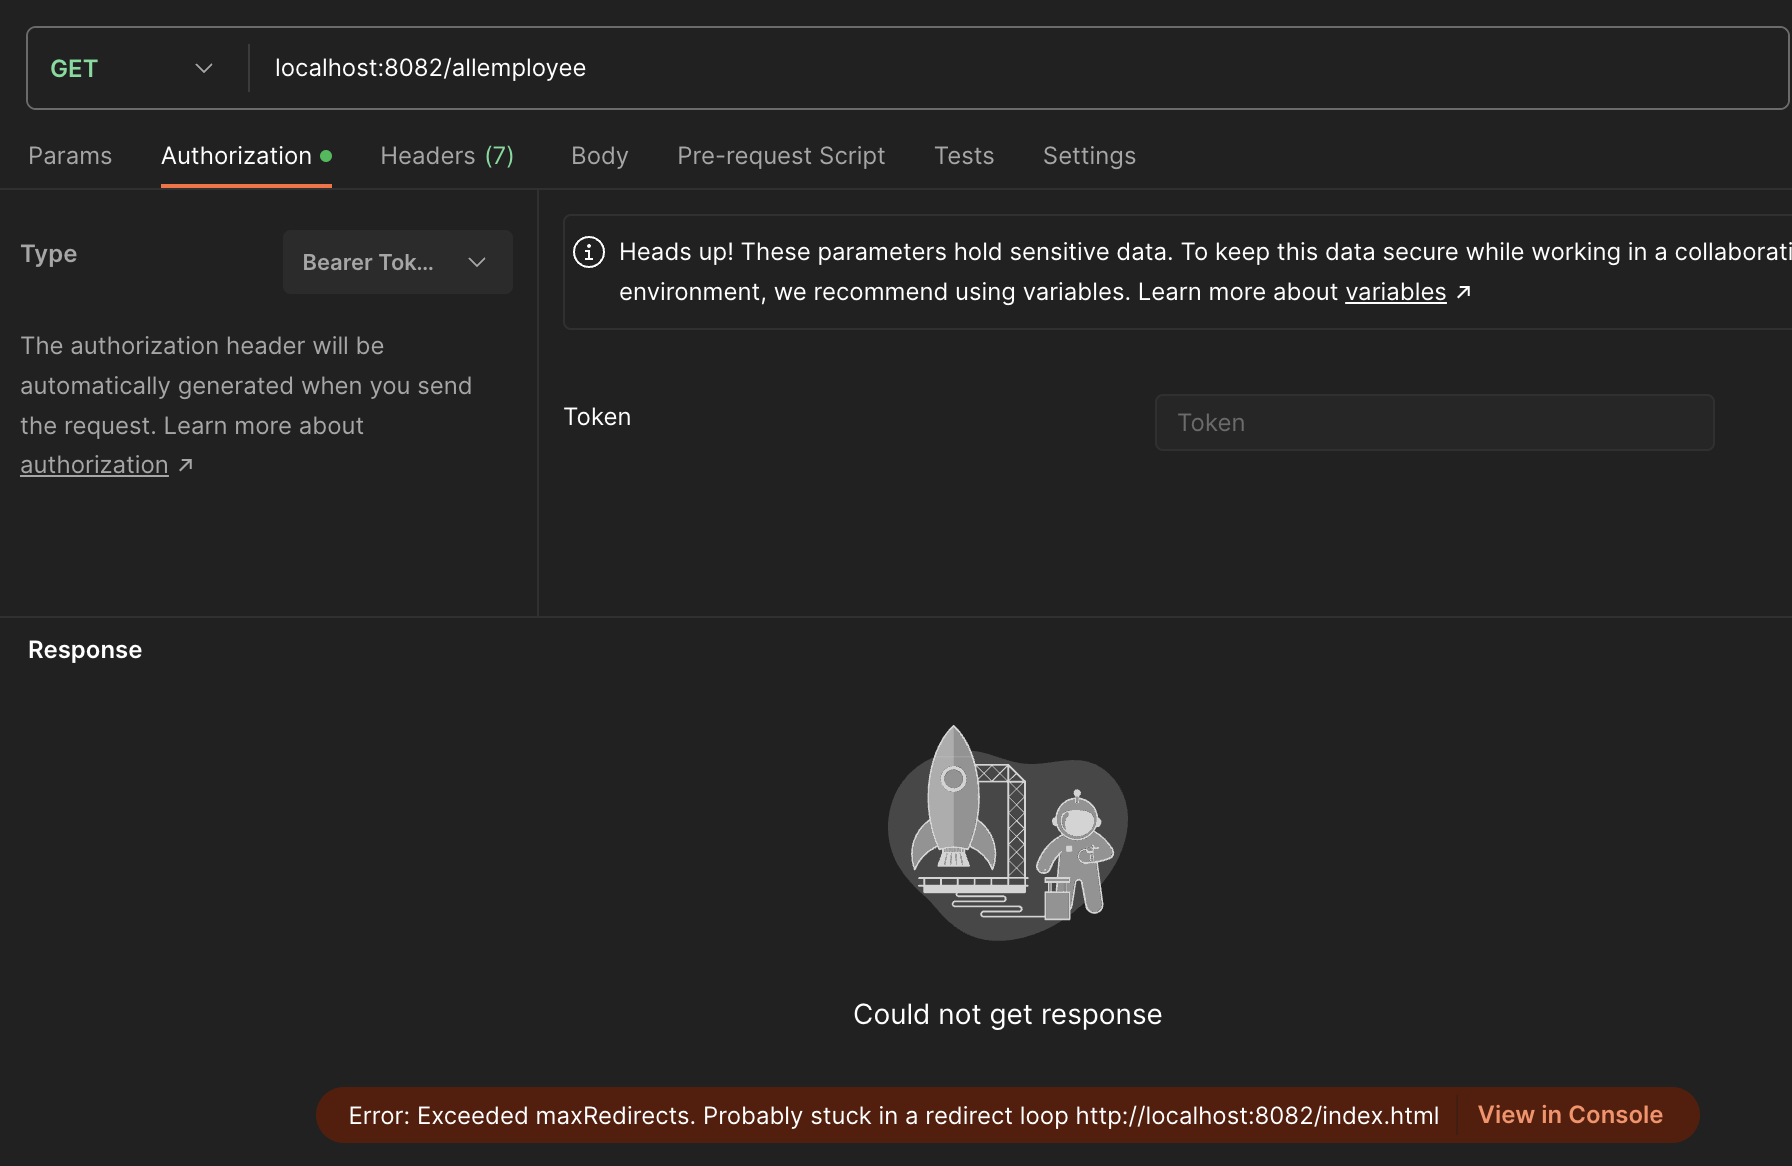 GET
localhost:8082/allemployee
Params Authorization Headers (7) Body Pre-request Script Tests Settings
Type
Bearer Tok...
The authorization header will be
automatically generated when you send
the request. Learn more about
authorization ↗
Heads up! These parameters hold sensitive data. To keep this data secure while working in a collaborati
environment, we recommend using variables. Learn more about variables ↗
Token
Token
Response
Could not get response
Error: Exceeded maxRedirects. Probably stuck in a redirect loop http://localhost:8082/index.html View in Console